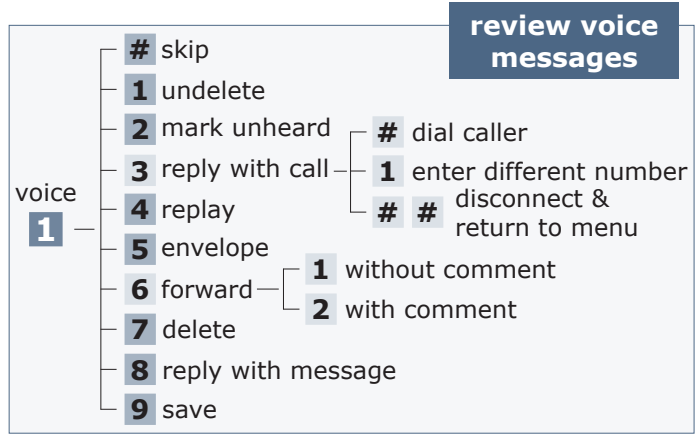 review voice
messages
# skip
1 undelete
2 mark unheard
3 reply with call
# dial caller
1 enter different number
# # disconnect &
return to menu
voice
1
4 replay
5 envelope
6 forward
1 without comment
2 with comment
7 delete
8 reply with message
9 save